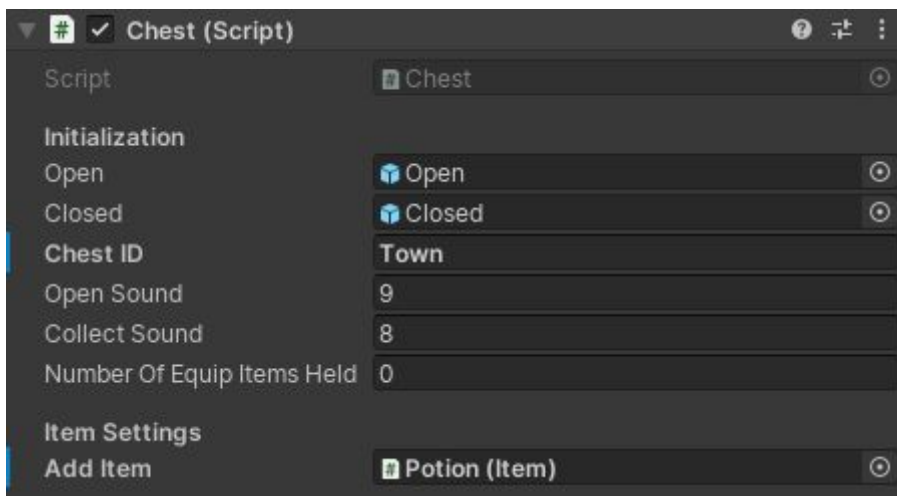 Chest (Script)
Script Chest
Initialization
Open Open
Closed Closed
Chest ID Town
Open Sound 9
Collect Sound 8
Number Of Equip Items Held 0
Item Settings
Add Item Potion (Item)